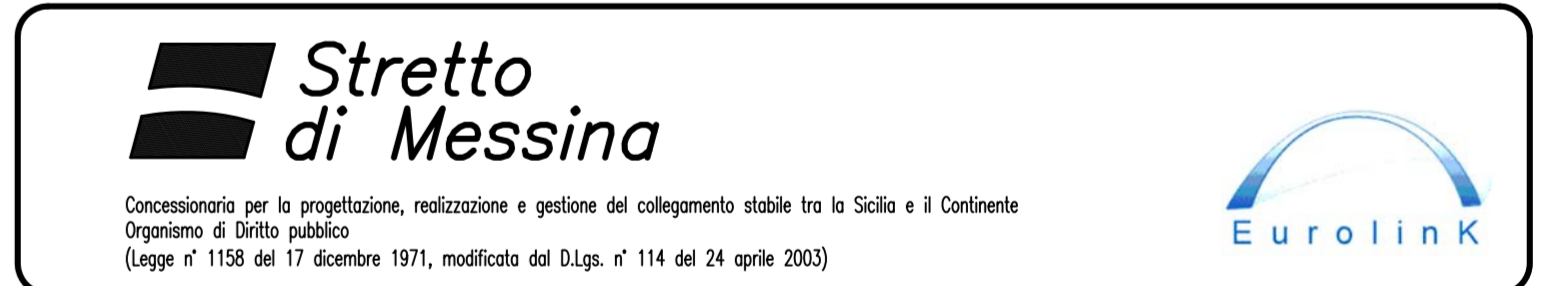 Stretto
di Messina
Concessionaria per la progettazione, realizzazione e gestione del collegamento stabile tra la Sicilia e il Continente
Organismo di Diritto pubblico
(Legge n° 1158 del 17 dicembre 1971, modificata dal D.Lgs. n° 114 del 24 aprile 2003)
EurolinK